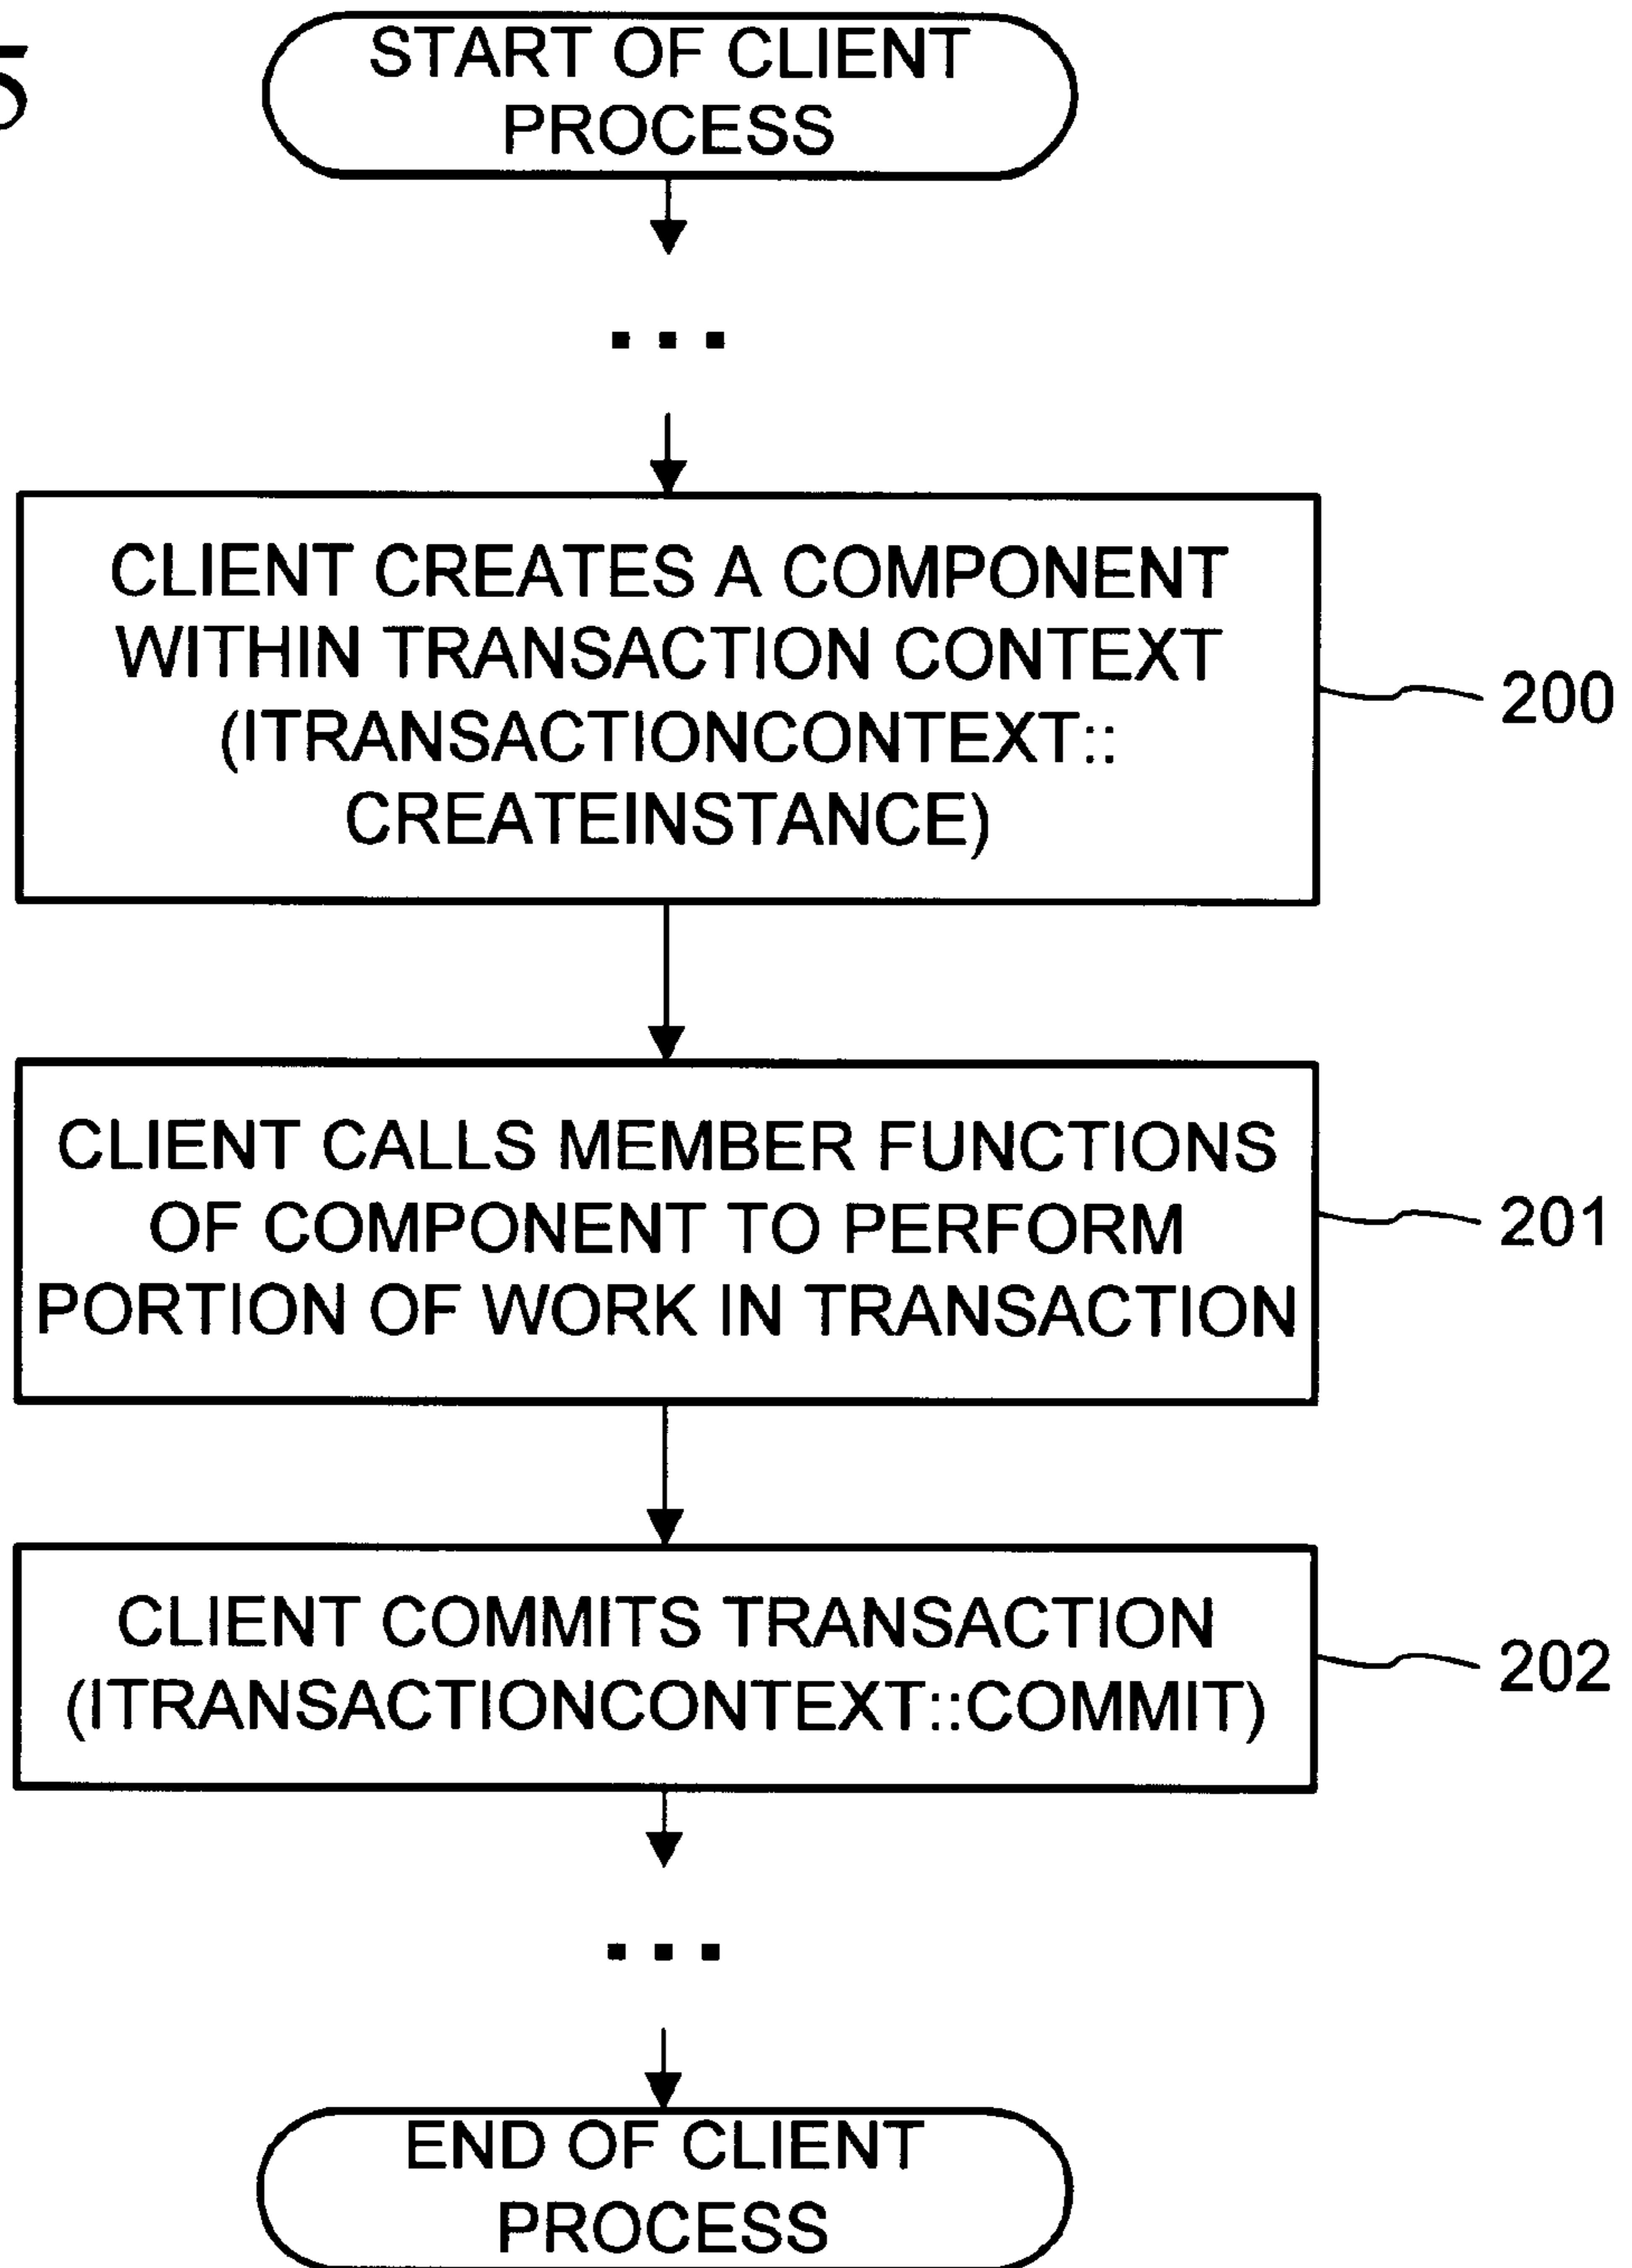 5
START OF CLIENT
PROCESS
...
CLIENT CREATES A COMPONENT
WITHIN TRANSACTION CONTEXT
(ITRANSACTIONCONTEXT::
CREATEINSTANCE)
200
CLIENT CALLS MEMBER FUNCTIONS
OF COMPONENT TO PERFORM
PORTION OF WORK IN TRANSACTION
201
CLIENT COMMITS TRANSACTION
(ITRANSACTIONCONTEXT::COMMIT)
202
...
END OF CLIENT
PROCESS